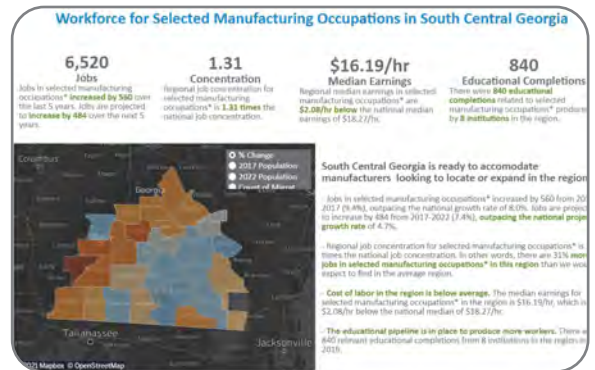 Workforce for Selected Manufacturing Occupations in South Central Georgia
6,520
Jobs
Jobs in selected manufacturing
occupations* increased by 560 over
the last 5 years. Jobs are projected
to increase by 484 over the next 5
years.
1.31
Concentration
Regional job concentration for
selected manufacturing
occupations* is 1.31 times the
national job concentration.
$16.19/hr
Median Earnings
Regional median earnings in selected
manufacturing occupations* are
$2.08/hr below the national median
earnings of $18.27/hr.
840
Educational Completions
There were 840 educational
completions related to selected
manufacturing occupations* produce
by 8 institutions in the region.
% Change
2017 Population
2022 Population
Count of Mirrat
Columbus
Georgia
Tallahassee
Jacksonville
2021 Mapbox © OpenStreetMap
South Central Georgia is ready to accomodate
manufacturers looking to locate or expand in the region
- Jobs in selected manufacturing occupations* increased by 560 from 20
2017 (9.4%), outpacing the national growth rate of 8.0%. Jobs are projec
to increase by 484 from 2017-2022 (7.4%), outpacing the national proje
growth rate of 4.7%.
- Regional job concentration for selected manufacturing occupations* is
times the national job concentration. In other words, there are 31% more
jobs in selected manufacturing occupations* in this region than we wou
expect to find in the average region.
- Cost of labor in the region is below average. The median earnings for
selected manufacturing occupations* in the region is $16.19/hr, which is
$2.08/hr below the national median of $18.27/hr.
- The educational pipeline is in place to produce more workers. There w
840 relevant educational completions from 8 institutions in the region in
2016.